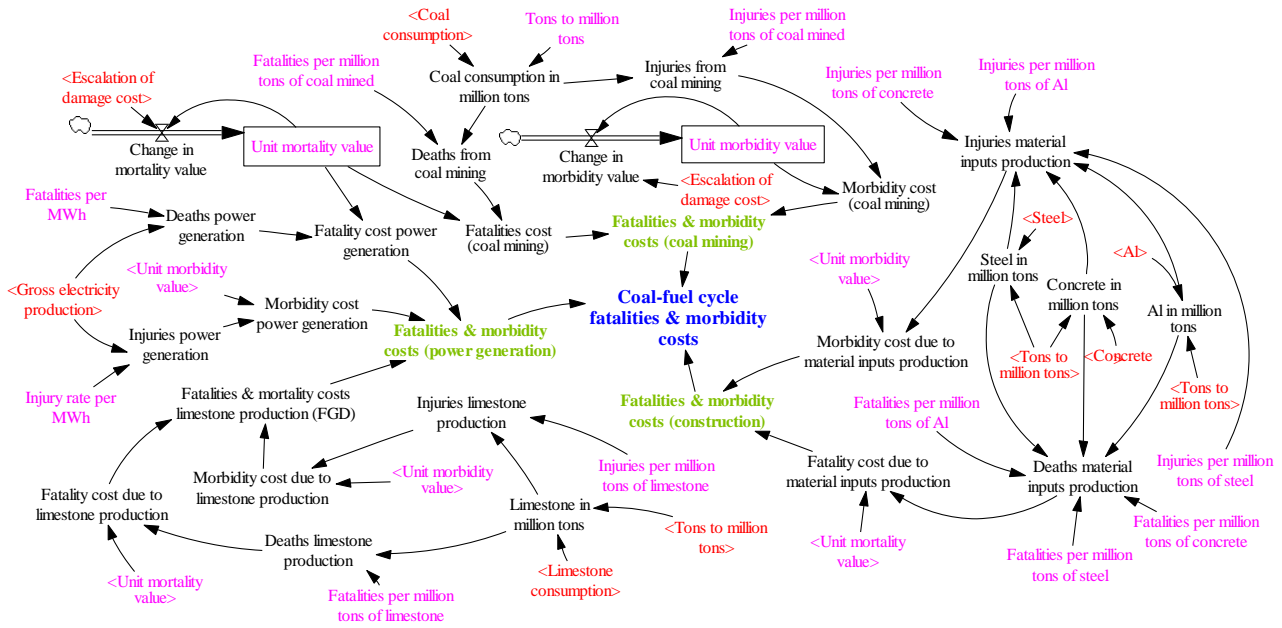 <Coal
consumption>
Tons to million
tons
Injuries per million
tons of coal mined
Fatalities per million
tons of coal mined
Coal consumption in
million tons
Injuries from
coal mining
Injuries per million
tons of concrete
Injuries per million
tons of Al
<Escalation of
damage cost>
Change in
mortality value
Unit mortality value
Deaths from
coal mining
Change in
morbidity value
Unit morbidity value
Injuries material
inputs production
<Escalation of
damage cost>
Morbidity cost
(coal mining)
Fatalities per
MWh
Deaths power
generation
Fatality cost power
generation
Fatalities cost
(coal mining)
Fatalities & morbidity
costs (coal mining)
<Steel>
<Al>
Steel in
million tons
Concrete in
million tons
Al in million
tons
<Unit morbidity
value>
<Unit morbidity
value>
<Gross electricity
production>
Morbidity cost
power generation
Coal-fuel cycle
fatalities & morbidity
costs
Injuries power
generation
Fatalities & morbidity
costs (power generation)
Morbidity cost due to
material inputs production
<Tons to
million tons>
<Concrete
<Tons to
million tons>
Injury rate per
MWh
Fatalities & mortality costs
limestone production (FGD)
Injuries limestone
production
Fatalities & morbidity
costs (construction)
Fatalities per million
tons of Al
Morbidity cost due to
limestone production
<Unit morbidity
value>
Injuries per million
tons of limestone
Fatality cost due to
material inputs production
Deaths material
inputs production
Injuries per million
tons of steel
Fatality cost due to
limestone production
Limestone in
million tons
<Tons to million
tons>
Fatalities per million
tons of concrete
Deaths limestone
production
<Unit mortality
value>
Fatalities per million
tons of steel
<Unit mortality
value>
Fatalities per million
tons of limestone
<Limestone
consumption>